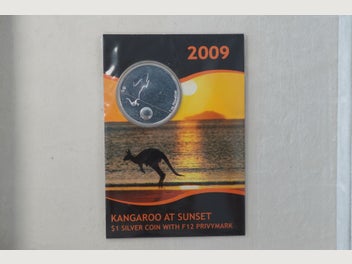 2009
KANGAROO AT SUNSET
$1 SILVER COIN WITH F12 PRIVYMARK